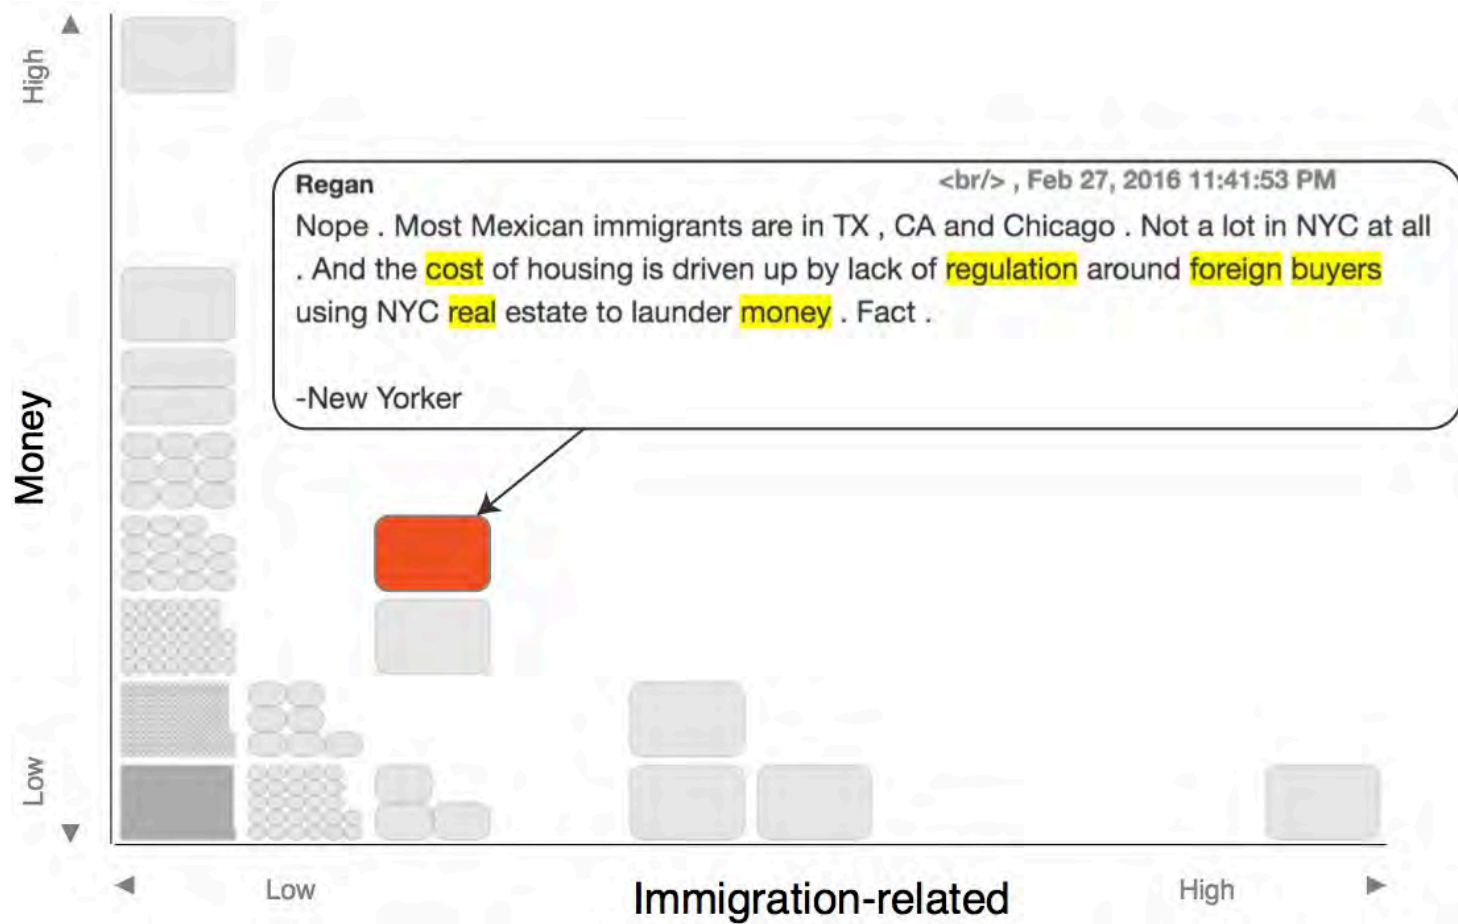 High
Regan
<br/> , Feb 27, 2016 11:41:53 PM
Nope . Most Mexican immigrants are in TX , CA and Chicago . Not a lot in NYC at all
. And the cost of housing is driven up by lack of regulation around foreign buyers
using NYC real estate to launder money . Fact .
-New Yorker
Money
Low
Low
Immigration-related
High